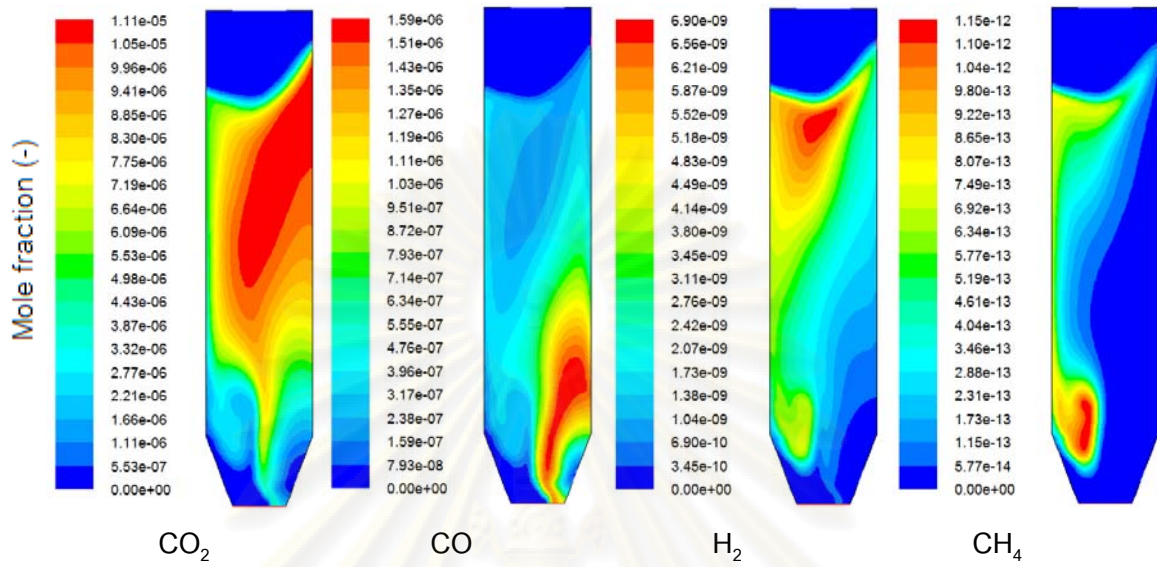 Mole fraction (-)
1.11e-05
1.05e-05
9.96e-06
9.41e-06
8.85e-06
8.30e-06
7.75e-06
7.19e-06
6.64e-06
6.09e-06
5.53e-06
4.98e-06
4.43e-06
3.87e-06
3.32e-06
2.77e-06
2.21e-06
1.66e-06
1.11e-06
5.53e-07
0.00e+00
CO₂
1.59e-06
1.51e-06
1.43e-06
1.35e-06
1.27e-06
1.19e-06
1.11e-06
1.03e-06
9.51e-07
8.72e-07
7.93e-07
7.14e-07
6.34e-07
5.55e-07
4.76e-07
3.96e-07
3.17e-07
2.38e-07
1.59e-07
7.93e-08
0.00e+00
CO
6.90e-09
6.56e-09
6.21e-09
5.87e-09
5.52e-09
5.18e-09
4.83e-09
4.49e-09
4.14e-09
3.80e-09
3.45e-09
3.11e-09
2.76e-09
2.42e-09
2.07e-09
1.73e-09
1.38e-09
1.04e-09
6.90e-10
3.45e-10
0.00e+00
H₂
1.15e-12
1.10e-12
1.04e-12
9.80e-13
9.22e-13
8.65e-13
8.07e-13
7.49e-13
6.92e-13
6.34e-13
5.77e-13
5.19e-13
4.61e-13
4.04e-13
3.46e-13
2.88e-13
2.31e-13
1.73e-13
1.15e-13
5.77e-14
0.00e+00
CH₄